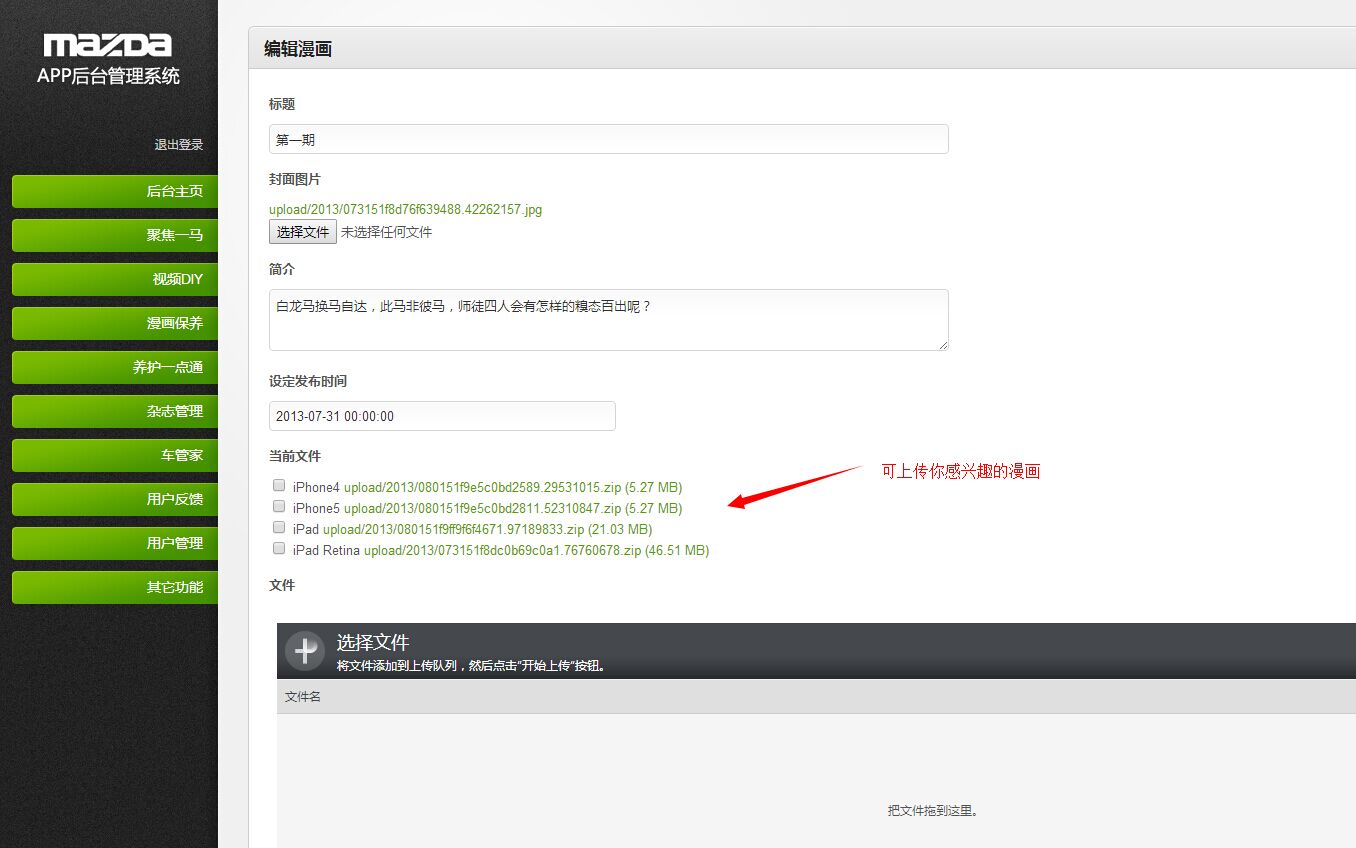 mazda
APP后台管理系统
退出登录
后台主页
聚焦一马
视频DIY
漫画保养
养护一点通
杂志管理
车管家
用户反馈
用户管理
其它功能
编辑漫画
标题
第一期
封面图片
upload/2013/073151f8d76f639488.42262157.jpg
选择文件 未选择任何文件
简介
白龙马换马自达，此马非彼马，师徒四人会有怎样的糗态百出呢？
设定发布时间
2013-07-31 00:00:00
当前文件
iPhone4 upload/2013/080151f9e5c0bd2589.29531015.zip (5.27 MB)
iPhone5 upload/2013/080151f9e5c0bd2811.52310847.zip (5.27 MB)
iPad upload/2013/080151f9ff9f6f4671.97189833.zip (21.03 MB)
iPad Retina upload/2013/073151f8dc0b69c0a1.76760678.zip (46.51 MB)
可上传你感兴趣的漫画
文件
选择文件
将文件添加到上传队列，然后点击“开始上传”按钮。
文件名
把文件拖到这里。